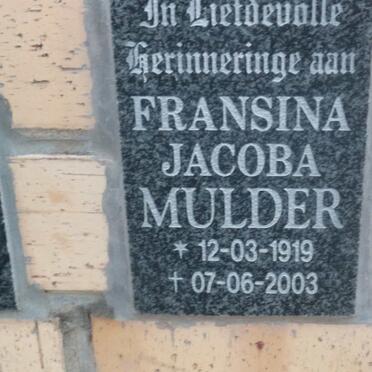 In Liefdevolle
Herinneringe aan
FRANSINA
JACOBA
MULDER
* 12-03-1919
† 07-06-2003